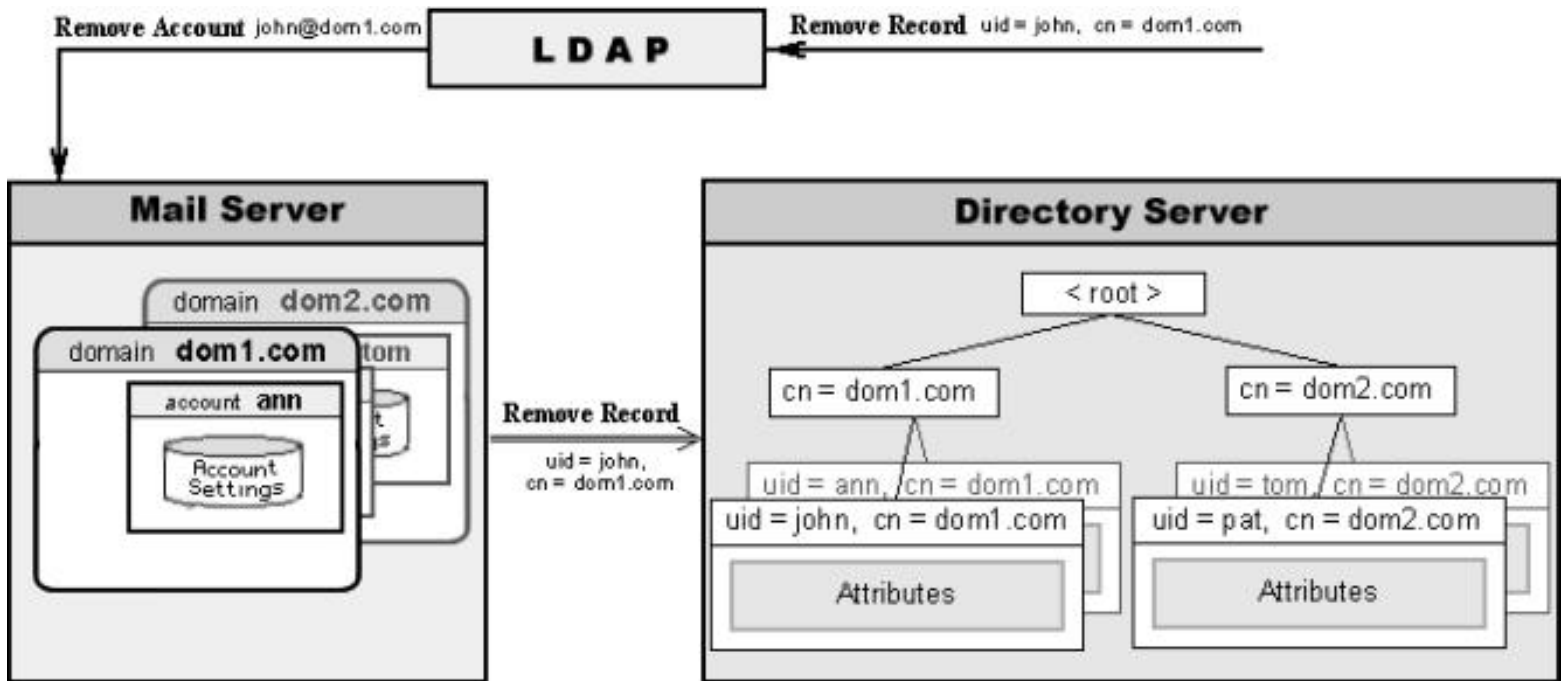 Remove Account john@dom1.com
L D A P
Remove Record uid = john, cn = dom1.com
Mail Server
domain dom2.com
tom
domain dom1.com
account ann
Account
Settings
Remove Record
uid = john,
cn = dom1.com
Directory Server
< root >
cn = dom1.com
cn = dom2.com
uid = ann, cn = dom1.com
uid = john, cn = dom1.com
Attributes
uid = tom, cn = dom2.com
uid = pat, cn = dom2.com
Attributes